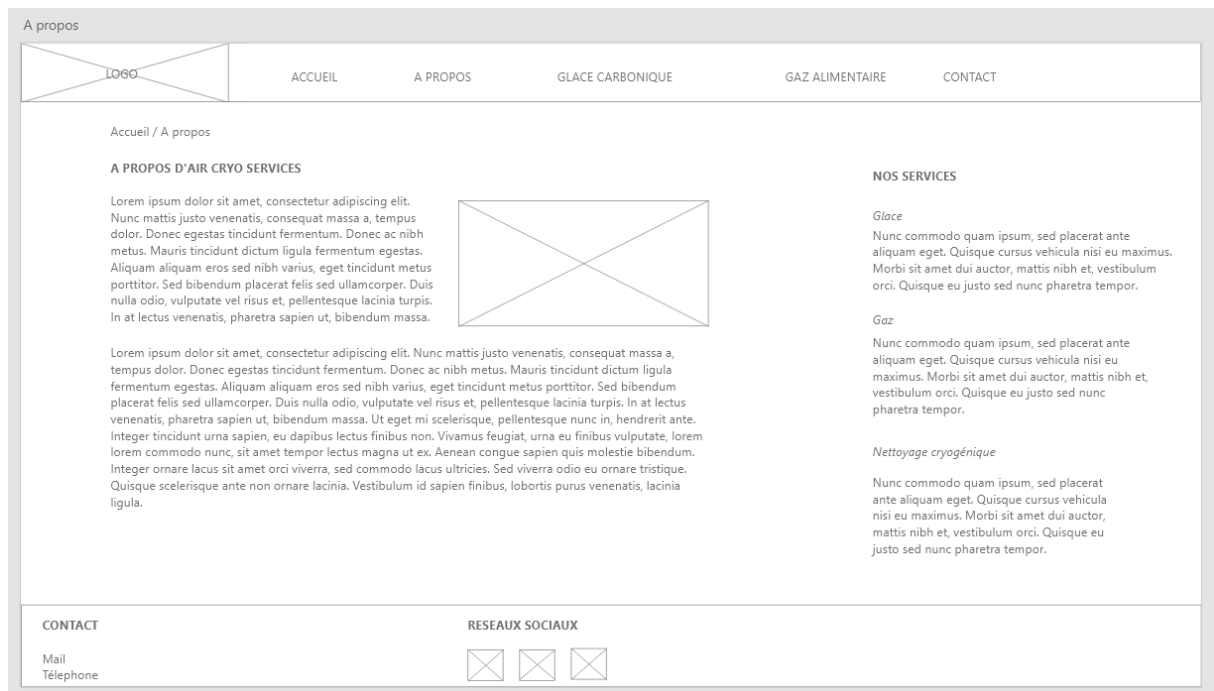 A propos
LOGO
ACCUEIL
A PROPOS
GLACE CARBONIQUE
GAZ ALIMENTAIRE
CONTACT
Accueil / A propos
A PROPOS D'AIR CRYO SERVICES
Lorem ipsum dolor sit amet, consectetur adipiscing elit.
Nunc mattis justo venenatis, consequat massa a, tempus
dolor. Donec egestas tincidunt fermentum. Donec ac nibh
metus. Mauris tincidunt dictum ligula fermentum egestas.
Aliquam aliquam eros sed nibh varius, eget tincidunt metus
porttitor. Sed bibendum placerat felis sed ullamcorper. Duis
nulla odio, vulputate vel risus et, pellentesque lacinia turpis.
In at lectus venenatis, pharetra sapien ut, bibendum massa.
Lorem ipsum dolor sit amet, consectetur adipiscing elit. Nunc mattis justo venenatis, consequat massa a,
tempus dolor. Donec egestas tincidunt fermentum. Donec ac nibh metus. Mauris tincidunt dictum ligula
fermentum egestas. Aliquam aliquam eros sed nibh varius, eget tincidunt metus porttitor. Sed bibendum
placerat felis sed ullamcorper. Duis nulla odio, vulputate vel risus et, pellentesque lacinia turpis. In at lectus
venenatis, pharetra sapien ut, bibendum massa. Ut eget mi scelerisque, pellentesque nunc in, hendrerit ante.
Integer tincidunt urna sapien, eu dapibus lectus finibus non. Vivamus feugiat, urna eu finibus vulputate, lorem
lorem commodo nunc, sit amet tempor lectus magna ut ex. Aenean congue sapien quis molestie bibendum.
Integer ornare lacus sit amet orci viverra, sed commodo lacus ultricies. Sed viverra odio eu ornare tristique.
Quisque scelerisque ante non ornare lacinia. Vestibulum id sapien finibus, lobortis purus venenatis, lacinia
ligula.
NOS SERVICES
Glace
Nunc commodo quam ipsum, sed placerat ante
aliquam eget. Quisque cursus vehicula nisi eu maximus.
Morbi sit amet dui auctor, mattis nibh et, vestibulum
orci. Quisque eu justo sed nunc pharetra tempor.
Gaz
Nunc commodo quam ipsum, sed placerat ante
aliquam eget. Quisque cursus vehicula nisi eu
maximus. Morbi sit amet dui auctor, mattis nibh et,
vestibulum orci. Quisque eu justo sed nunc
pharetra tempor.
Nettoyage cryogénique
Nunc commodo quam ipsum, sed placerat
ante aliquam eget. Quisque cursus vehicula
nisi eu maximus. Morbi sit amet dui auctor,
mattis nibh et, vestibulum orci. Quisque eu
justo sed nunc pharetra tempor.
CONTACT
Mail
Télephone
RESEAUX SOCIAUX